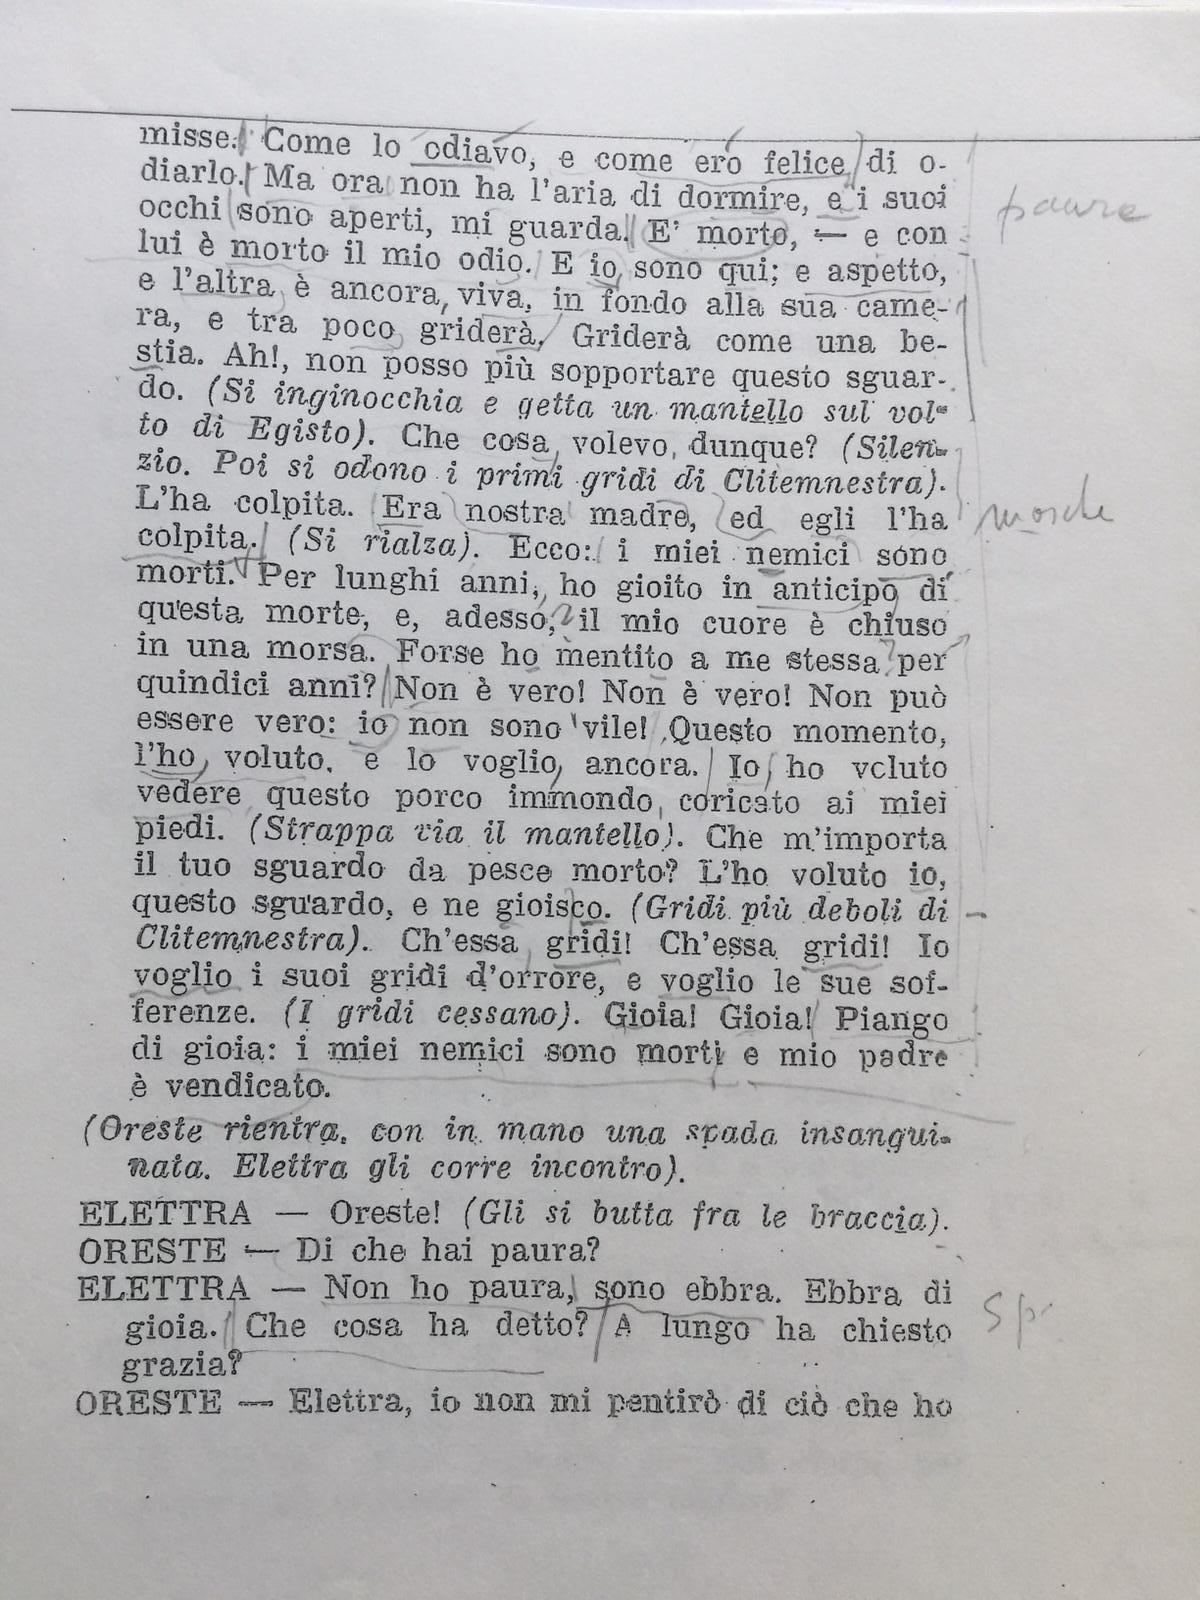 misse. Come lo odiavo, e come ero felice di o-
diarlo. Ma ora non ha l'aria di dormire, e i suoi
occhi sono aperti, mi guarda. E' morto, — e con
lui è morto il mio odio. E io sono qui; e aspetto,
e l'altra è ancora viva, in fondo alla sua came-
ra, e tra poco griderà. Griderà come una be-
stia. Ah!, non posso più sopportare questo sguar-
do. (Si inginocchia e getta un mantello sul vol-
to di Egisto). Che cosa volevo, dunque? (Silen-
zio. Poi si odono i primi gridi di Clitemnestra).
L'ha colpita. Era nostra madre, ed egli l'ha
colpita. (Si rialza). Ecco: i miei nemici sono
morti. Per lunghi anni, ho gioito in anticipo di
questa morte, e, adesso, il mio cuore è chiuso
in una morsa. Forse ho mentito a me stessa per
quindici anni? Non è vero! Non è vero! Non può
essere vero: io non sono vile! Questo momento,
l'ho voluto, e lo voglio ancora. Io ho voluto
vedere questo porco immondo coricato ai miei
piedi. (Strappa via il mantello). Che m'importa
il tuo sguardo da pesce morto? L'ho voluto io,
questo sguardo, e ne gioisco. (Gridi più deboli di
Clitemnestra). Ch'essa gridi! Ch'essa gridi! Io
voglio i suoi gridi d'orrore, e voglio le sue sof-
ferenze. (I gridi cessano). Gioia! Gioia! Piango
di gioia: i miei nemici sono morti e mio padre
è vendicato.
(Oreste rientra, con in mano una spada insangui-
nata. Elettra gli corre incontro).
ELETTRA — Oreste! (Gli si butta fra le braccia).
ORESTE — Di che hai paura?
ELETTRA — Non ho paura, sono ebbra. Ebbra di
gioia. Che cosa ha detto? A lungo ha chiesto
grazia?
ORESTE — Elettra, io non mi pentirò di ciò che ho
paura
mosche